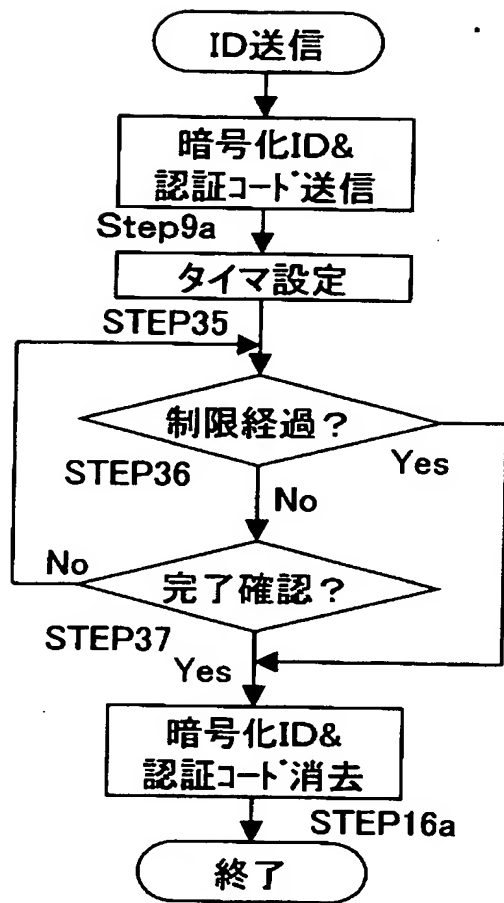 ID送信
暗号化ID&
認証ｺｰﾄﾞ送信
Step9a
タイマ設定
STEP35
制限経過？
STEP36
Yes
No
No
完了確認？
STEP37
Yes
暗号化ID&
認証ｺｰﾄﾞ消去
STEP16a
終了